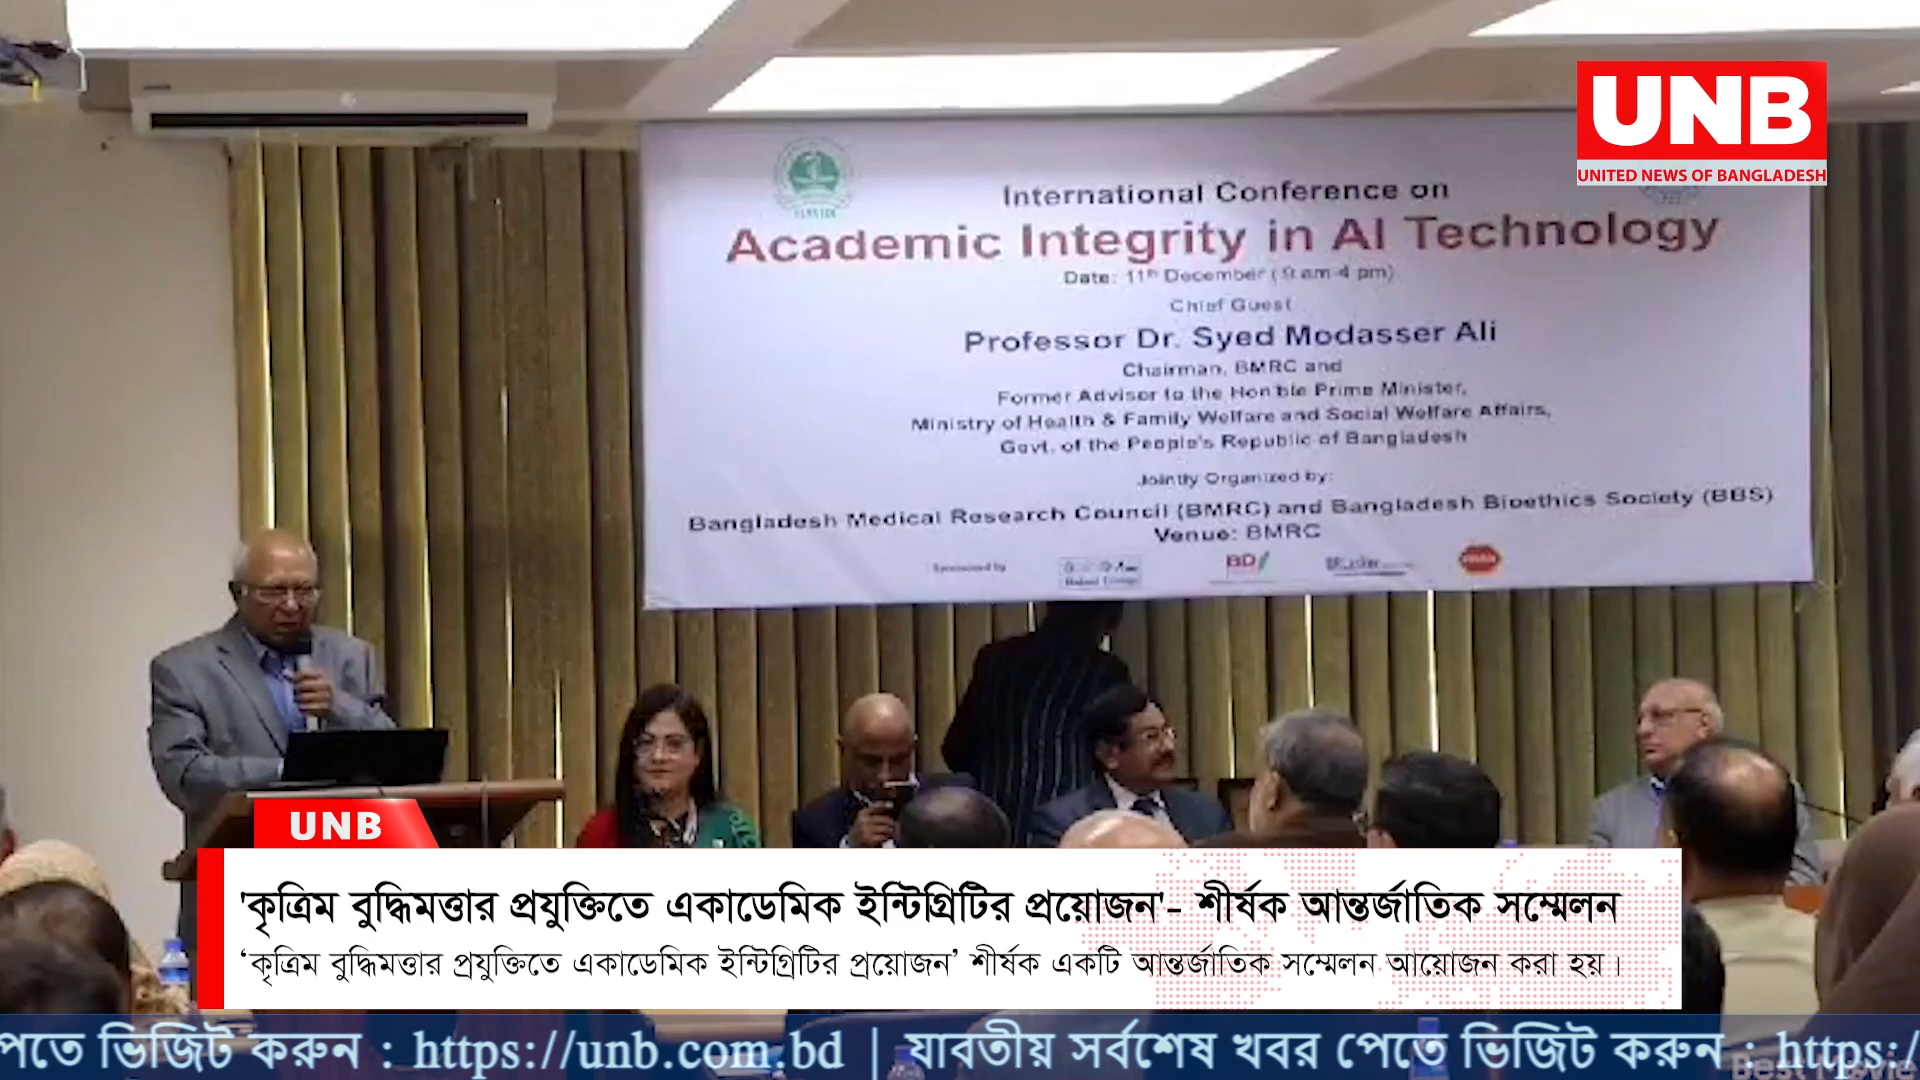 UNB
UNITED NEWS OF BANGLADESH
International Conference on
Academic Integrity in AI Technology
Date: 11th December (9 am-4 pm)
Chief Guest
Professor Dr. Syed Modasser Ali
Chairman, BMRC and
Former Advisor to the Hon'ble Prime Minister,
Ministry of Health & Family Welfare and Social Welfare Affairs,
Govt. of the People's Republic of Bangladesh
Jointly Organized by:
Bangladesh Medical Research Council (BMRC) and Bangladesh Bioethics Society (BBS)
Venue: BMRC
Sponsored by
BD
UNB
'কৃত্রিম বুদ্ধিমত্তার প্রযুক্তিতে একাডেমিক ইন্টিগ্রিটির প্রয়োজন'- শীর্ষক আন্তর্জাতিক সম্মেলন
‘কৃত্রিম বুদ্ধিমত্তার প্রযুক্তিতে একাডেমিক ইন্টিগ্রিটির প্রয়োজন’ শীর্ষক একটি আন্তর্জাতিক সম্মেলন আয়োজন করা হয়।
পেতে ভিজিট করুন : https://unb.com.bd | যাবতীয় সর্বশেষ খবর পেতে ভিজিট করুন : https:/